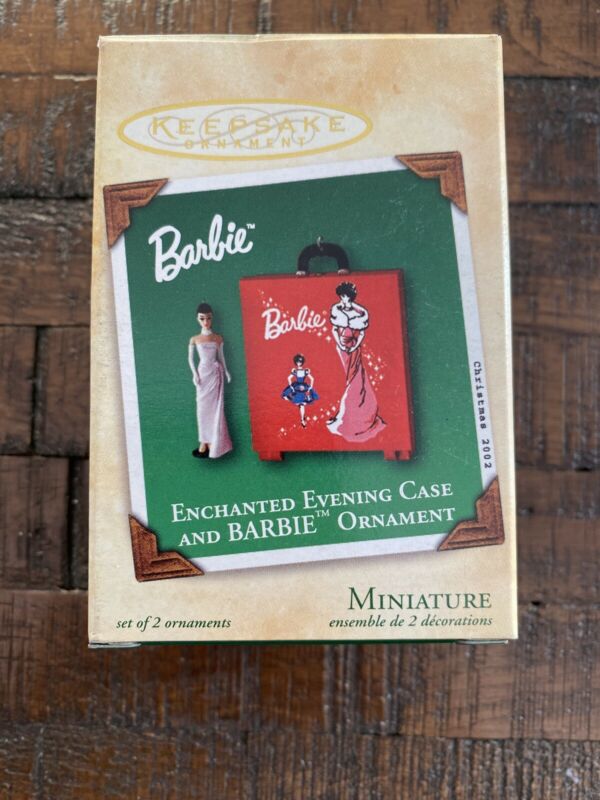 KEEPSAKE
ORNAMENT
Barbie™
Barbie
Christmas 2002
ENCHANTED EVENING CASE
AND BARBIE™ ORNAMENT
MINIATURE
set of 2 ornaments
ensemble de 2 décorations